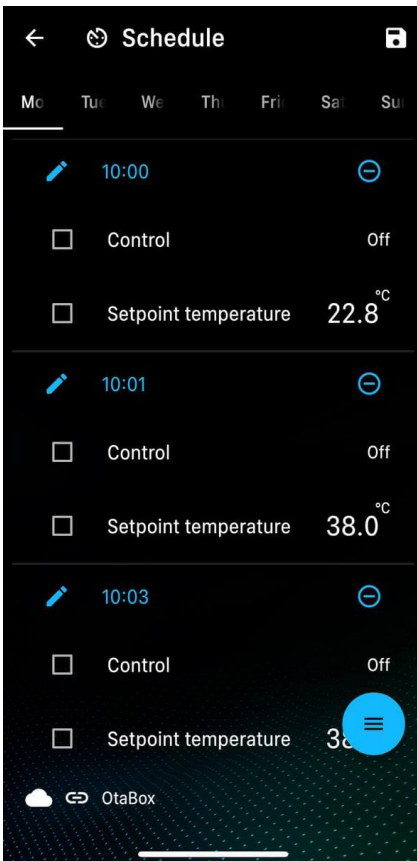 Schedule
Mo Tue We Thu Fri Sat Sun
10:00
Control Off
Setpoint temperature 22.8 °C
10:01
Control Off
Setpoint temperature 38.0 °C
10:03
Control Off
Setpoint temperature
OtaBox